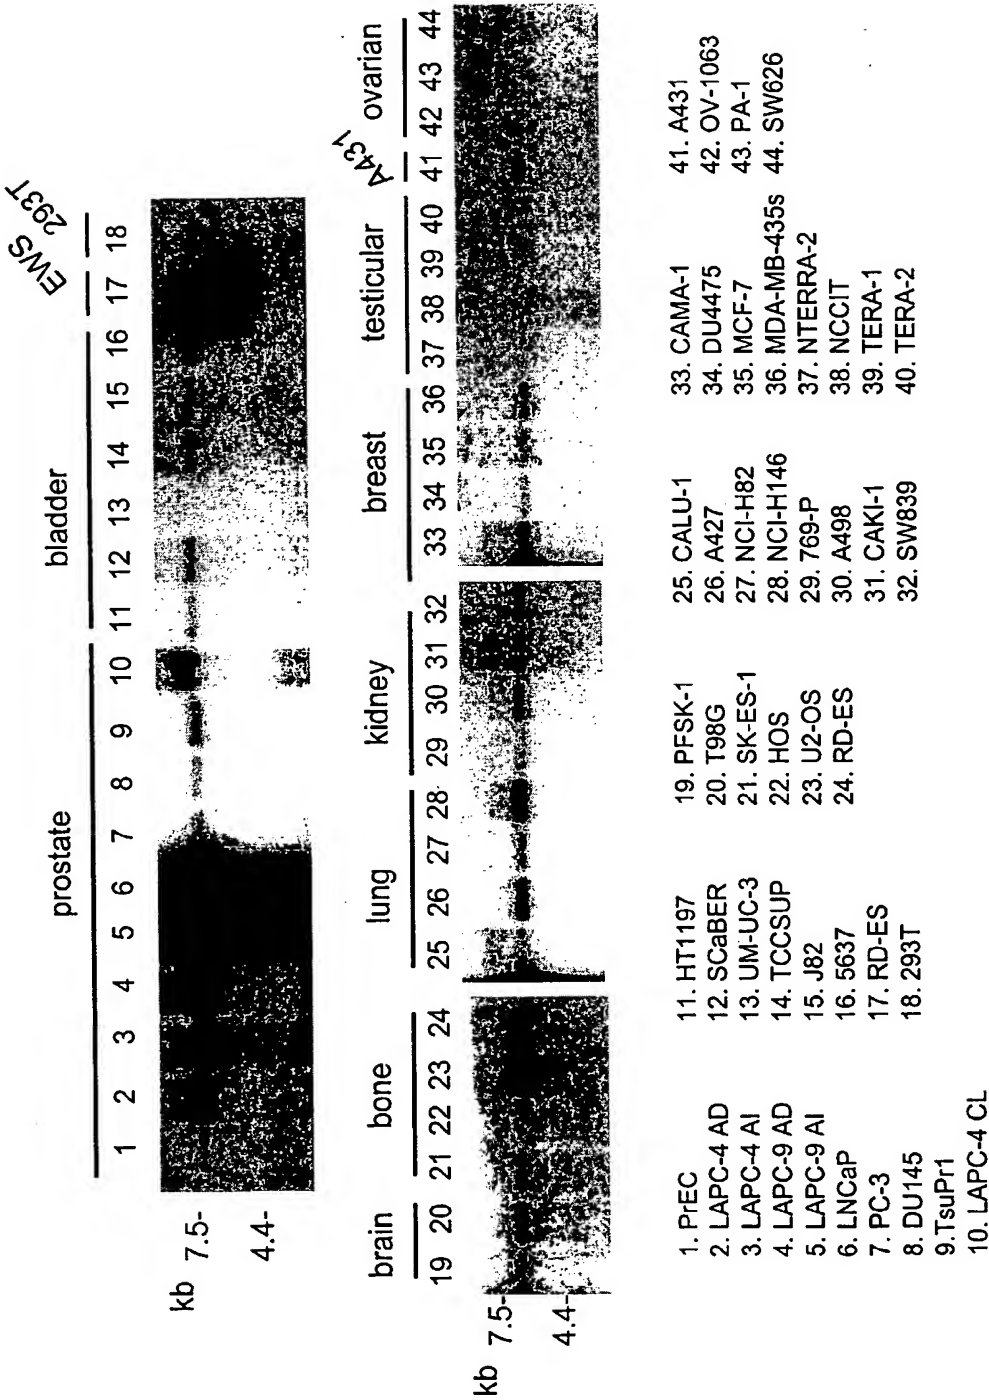 EWS
293T
prostate
bladder
1 2 3 4 5 6 7 8 9 10 11 12 13 14 15 16 17 18
kb
7.5-
4.4-
brain
bone
lung
kidney
breast
testicular
A431
ovarian
19 20 21 22 23 24 25 26 27 28 29 30 31 32 33 34 35 36 37 38 39 40 41 42 43 44
kb
7.5-
4.4-
1. PrEC
2. LAPC-4 AD
3. LAPC-4 AI
4. LAPC-9 AD
5. LAPC-9 AI
6. LNCaP
7. PC-3
8. DU145
9.TsuPr1
10. LAPC-4 CL
11. HT1197
12. SCaBER
13. UM-UC-3
14. TCCSUP
15. J82
16. 5637
17. RD-ES
18. 293T
19. PFSK-1
20. T98G
21. SK-ES-1
22. HOS
23. U2-OS
24. RD-ES
25. CALU-1
26. A427
27. NCI-H82
28. NCI-H146
29. 769-P
30. A498
31. CAKI-1
32. SW839
33. CAMA-1
34. DU4475
35. MCF-7
36. MDA-MB-435s
37. NTERRA-2
38. NCCIT
39. TERA-1
40. TERA-2
41. A431
42. OV-1063
43. PA-1
44. SW626